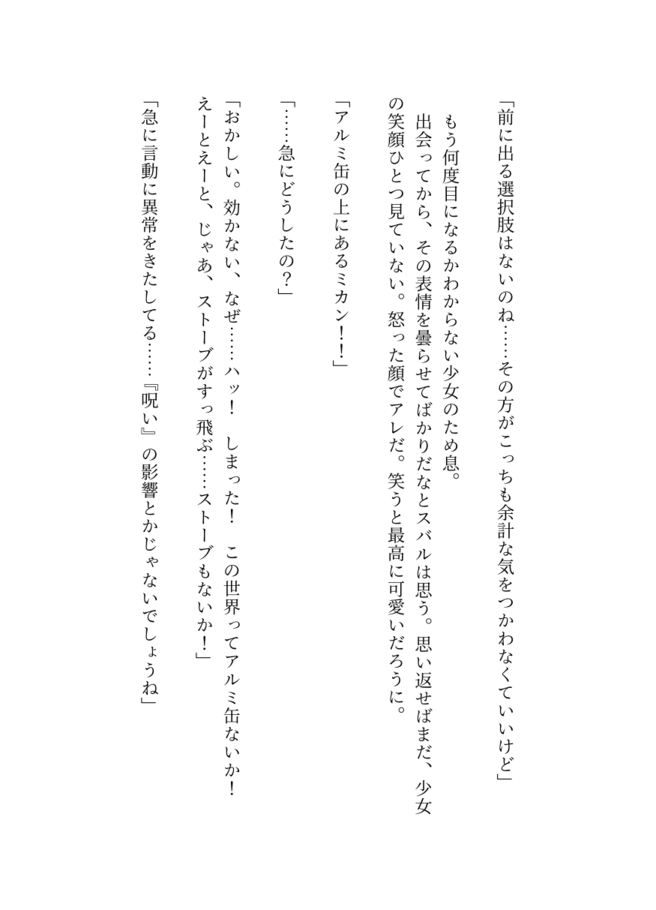 「前に出る選択肢はないのね……その方がこっちも余計な気をつかわなくていいけど」
もう何度目になるかわからない少女のため息。
出会ってから、その表情を曇らせてばかりだなとスバルは思う。思い返せばまだ、少女
の笑顔ひとつ見ていない。怒った顔でアレだ。笑うと最高に可愛いだろうに。
「アルミ缶の上にあるミカン！！」
「……急にどうしたの？」
「おかしい。効かない、なぜ……ハッ！　しまった！　この世界ってアルミ缶ないか！
えーとえーと、じゃあ、ストーブがすっ飛ぶ……ストーブもないか！」
「急に言動に異常をきたしてる……『呪い』の影響とかじゃないでしょうね」